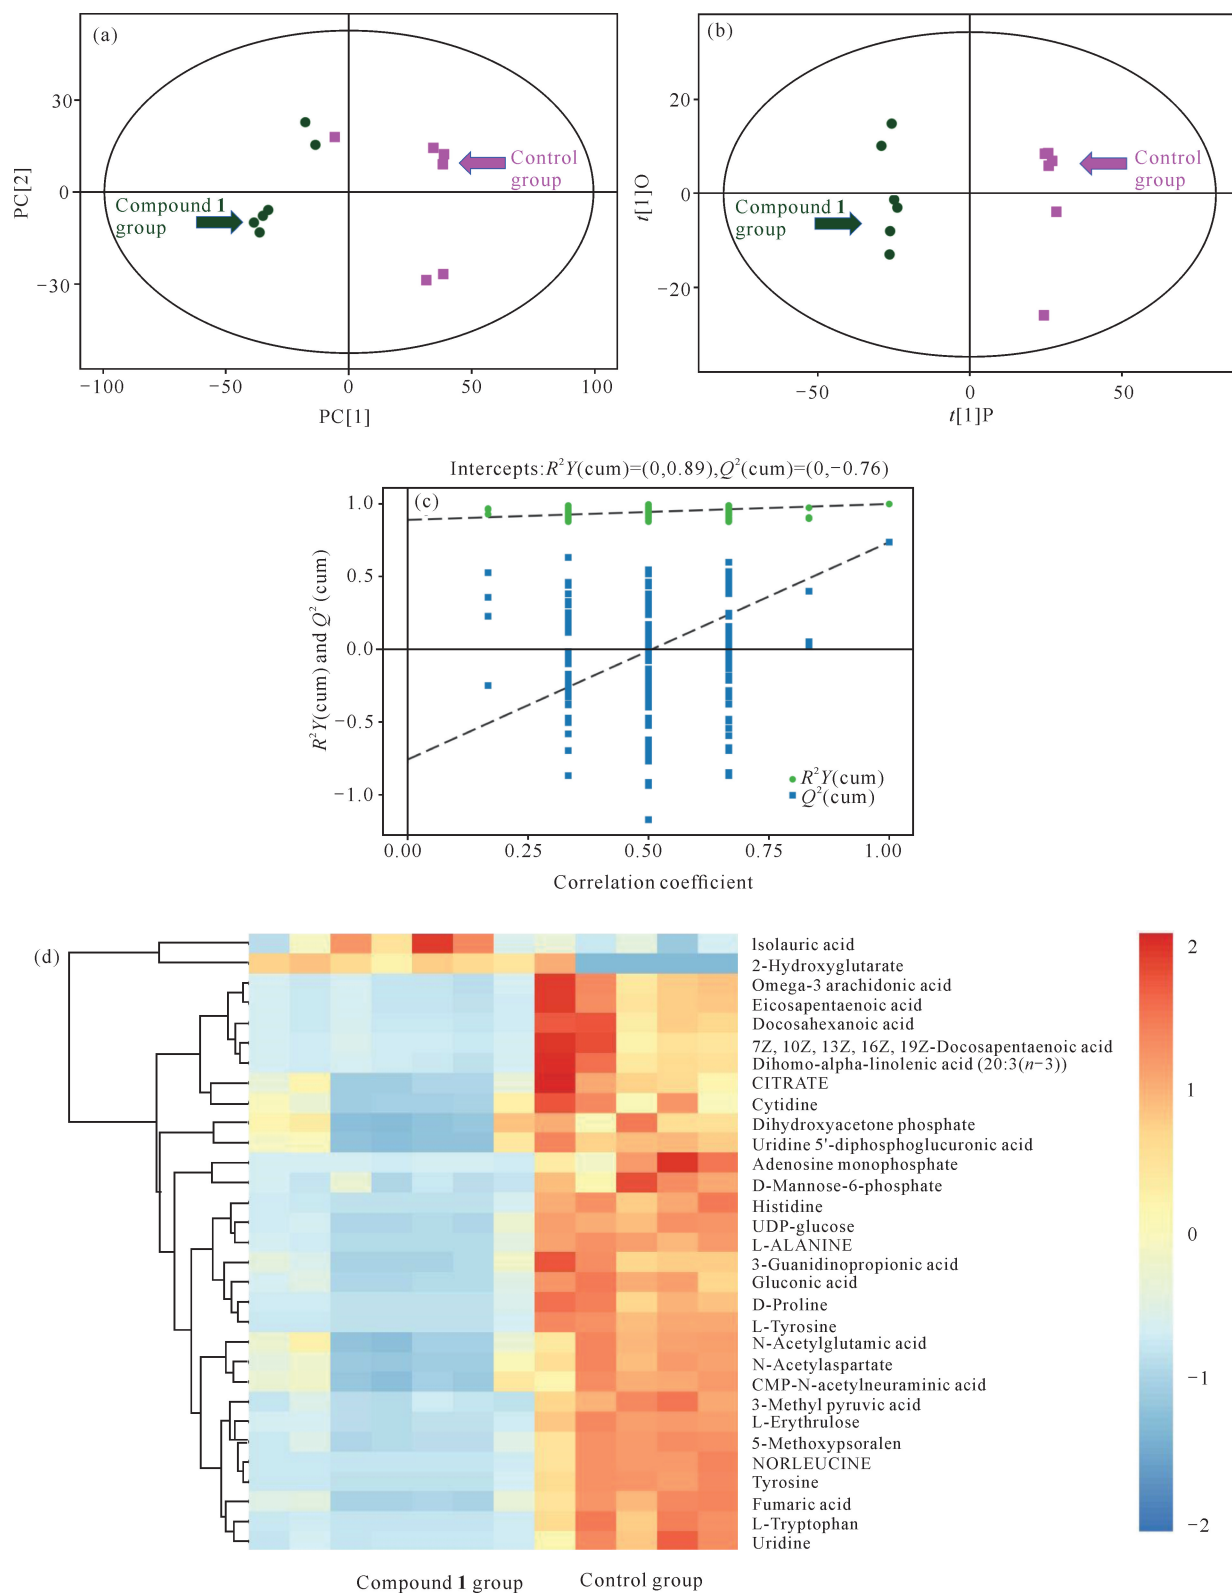 (a)
30
0
−30
PC[2]
Control
group
Compound 1
group
−100
−50
0
50
100
PC[1]
(b)
20
0
−20
t[1]O
Control
group
Compound 1
group
−50
0
50
t[1]P
Intercepts:R²Y(cum)=(0,0.89),Q²(cum)=(0,−0.76)
(c)
1.0
0.5
0.0
−0.5
−1.0
R²Y(cum) and Q²(cum)
R²Y(cum)
Q²(cum)
0.00
0.25
0.50
0.75
1.00
Correlation coefficient
(d)
Isolauric acid
2-Hydroxyglutarate
Omega-3 arachidonic acid
Eicosapentaenoic acid
Docosahexanoic acid
7Z, 10Z, 13Z, 16Z, 19Z-Docosapentaenoic acid
Dihomo-alpha-linolenic acid (20:3(n−3))
CITRATE
Cytidine
Dihydroxyacetone phosphate
Uridine 5'-diphosphoglucuronic acid
Adenosine monophosphate
D-Mannose-6-phosphate
Histidine
UDP-glucose
L-ALANINE
3-Guanidinopropionic acid
Gluconic acid
D-Proline
L-Tyrosine
N-Acetylglutamic acid
N-Acetylaspartate
CMP-N-acetylneuraminic acid
3-Methyl pyruvic acid
L-Erythrulose
5-Methoxypsoralen
NORLEUCINE
Tyrosine
Fumaric acid
L-Tryptophan
Uridine
2
1
0
−1
−2
Compound 1 group
Control group